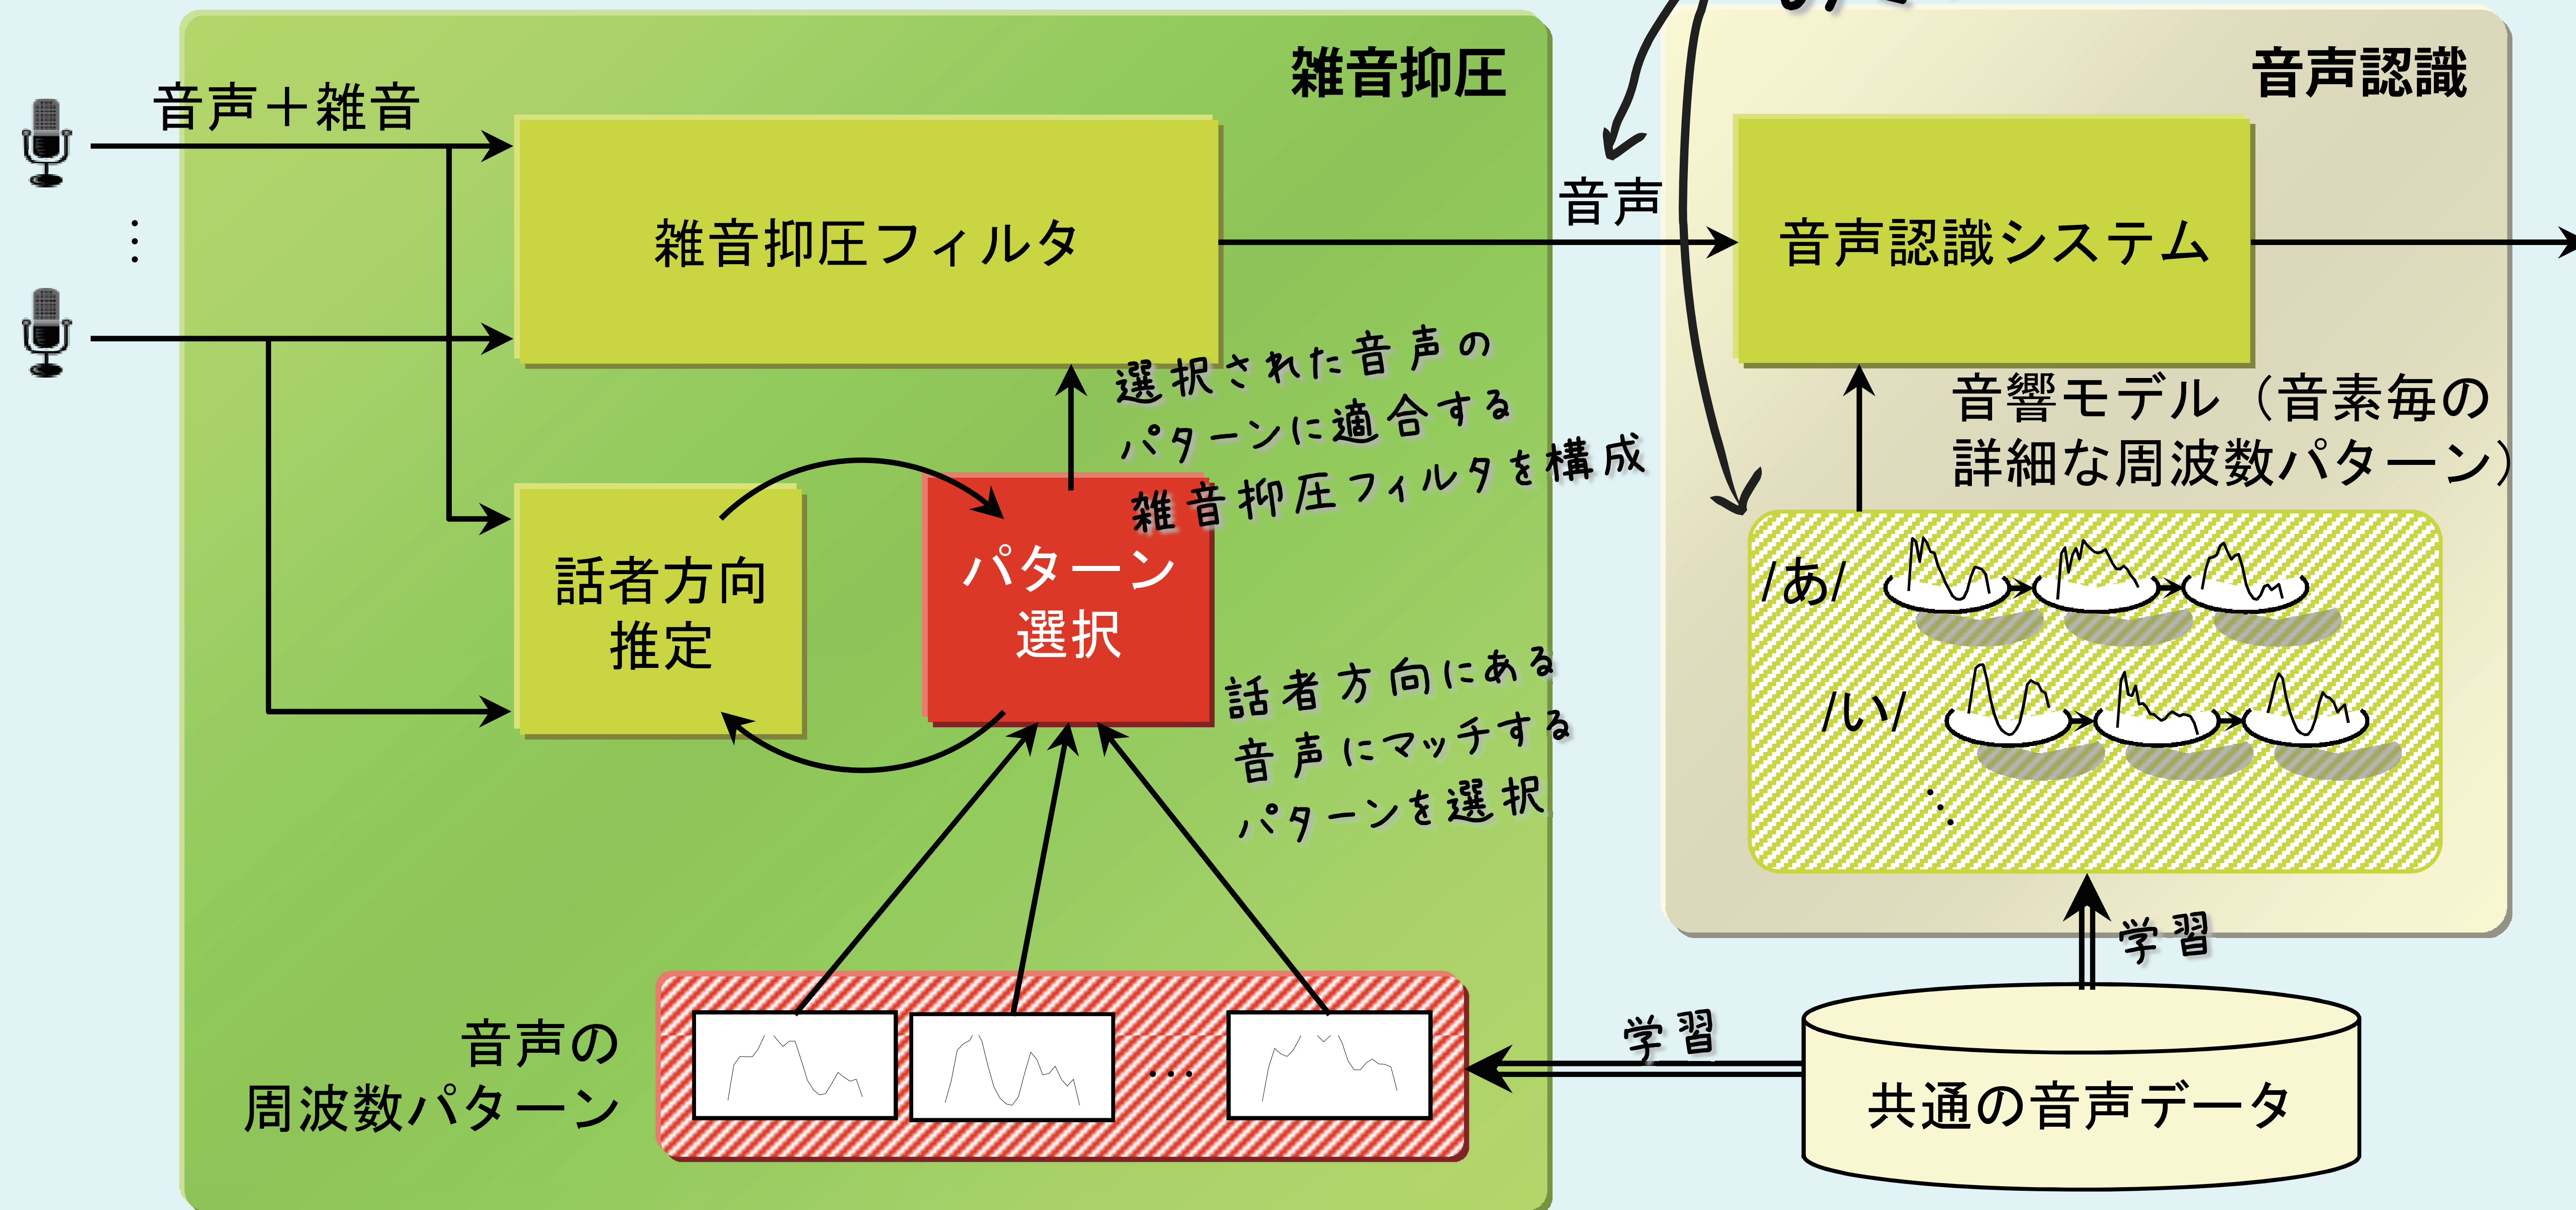 雑音抑圧
音声＋雑音
雑音抑圧フィルタ
選択された音声の
パターンに適合する
雑音抑圧フィルタを構成
話者方向
推定
パターン
選択
話者方向にある
音声にマッチする
パターンを選択
音声の
周波数パターン
…
音声
音声認識
音声認識システム
音響モデル（音素毎の
詳細な周波数パターン）
/あ/
/い/
学習
学習
共通の音声データ